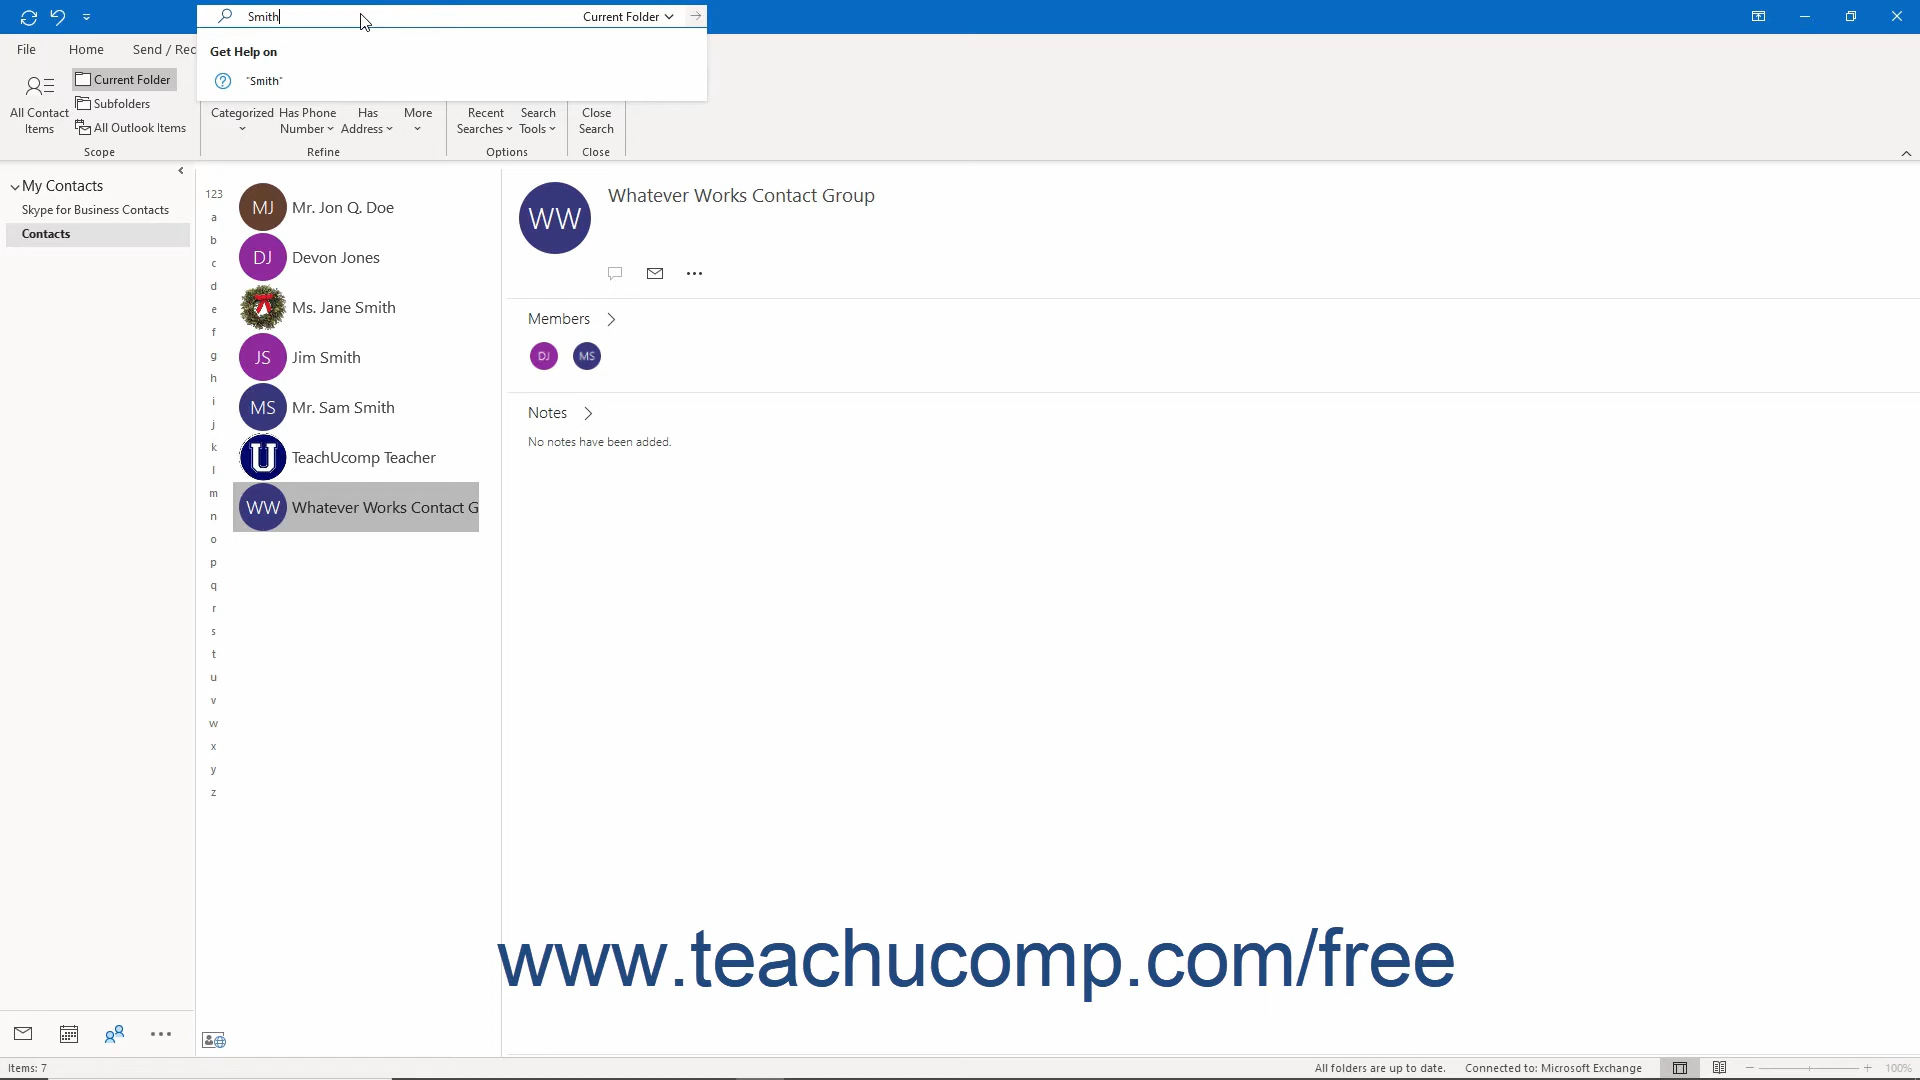 Smith
Current Folder
Get Help on
"Smith"
File
Home
Send / Rec
All Contact
Items
Current Folder
Subfolders
All Outlook Items
Scope
Categorized
Has Phone
Number
Has
Address
More
Refine
Recent
Searches
Search
Tools
Options
Close
Search
Close
My Contacts
Skype for Business Contacts
Contacts
123
a
b
c
d
e
f
g
h
i
j
k
l
m
n
o
p
q
r
s
t
u
v
w
x
y
z
MJ Mr. Jon Q. Doe
DJ Devon Jones
Ms. Jane Smith
JS Jim Smith
MS Mr. Sam Smith
U TeachUcomp Teacher
WW Whatever Works Contact G
WW
Whatever Works Contact Group
Members
DJ
MS
Notes
No notes have been added.
www.teachucomp.com/free
Items: 7
All folders are up to date.
Connected to: Microsoft Exchange
100%